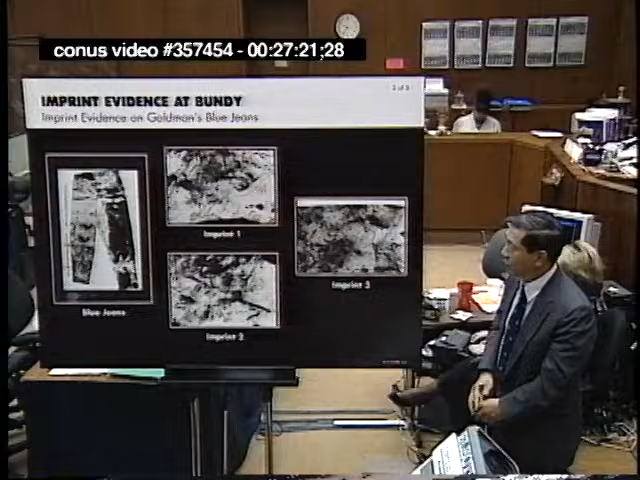 conus video #357454 - 00:27:21;28
IMPRINT EVIDENCE AT BUNDY
Imprint Evidence on Goldman's Blue Jeans
Imprint 1
Imprint 3
Blue Jeans
Imprint 2